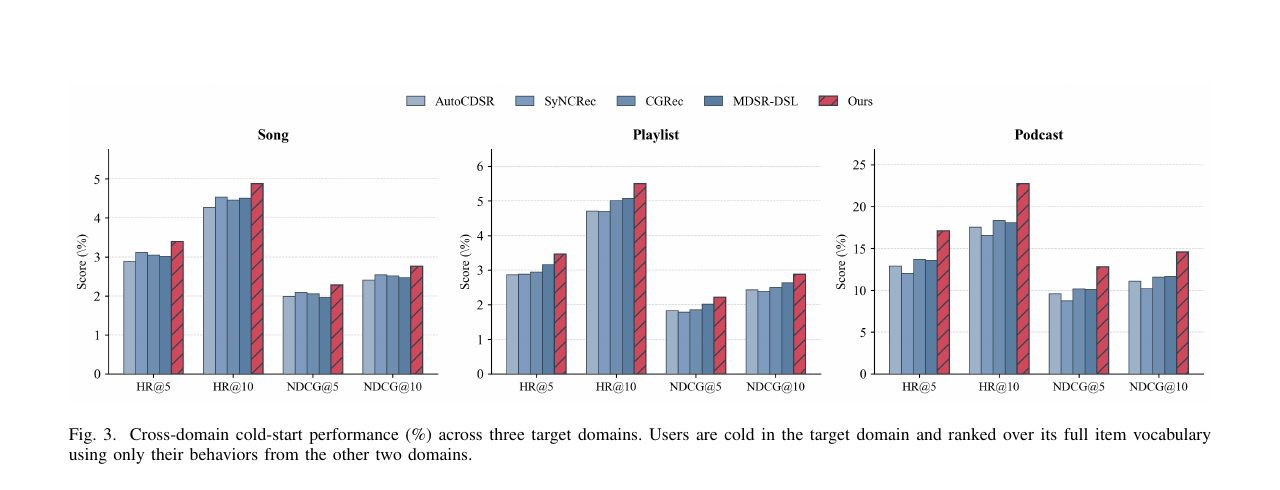 AutoCDSR SyNCRec CGRec MDSR-DSL Ours
Song
Score (\%)
5
4
3
2
1
0
HR@5 HR@10 NDCG@5 NDCG@10
Playlist
Score (\%)
6
5
4
3
2
1
0
HR@5 HR@10 NDCG@5 NDCG@10
Podcast
Score (\%)
25
20
15
10
5
0
HR@5 HR@10 NDCG@5 NDCG@10
Fig. 3. Cross-domain cold-start performance (%) across three target domains. Users are cold in the target domain and ranked over its full item vocabulary
using only their behaviors from the other two domains.